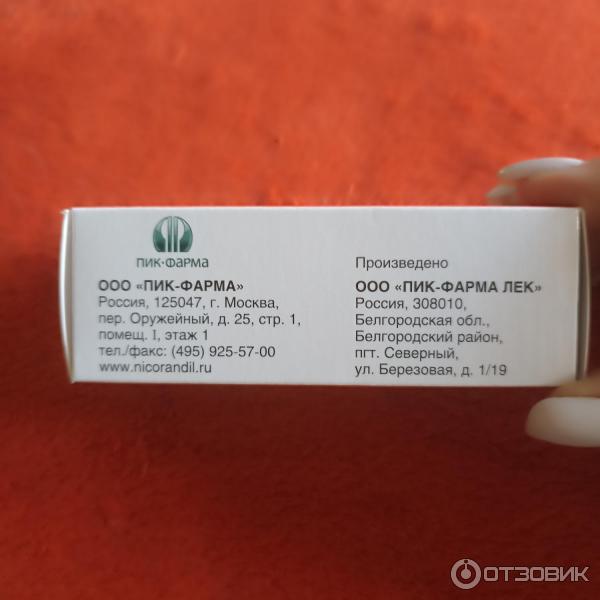 ПИК-ФАРМА
ООО «ПИК-ФАРМА»
Россия, 125047, г. Москва,
пер. Оружейный, д. 25, стр. 1,
помещ. I, этаж 1
тел./факс: (495) 925-57-00
www.nicorandil.ru
Произведено
ООО «ПИК-ФАРМА ЛЕК»
Россия, 308010,
Белгородская обл.,
Белгородский район,
пгт. Северный,
ул. Березовая, д. 1/19
ОТЗОВИК